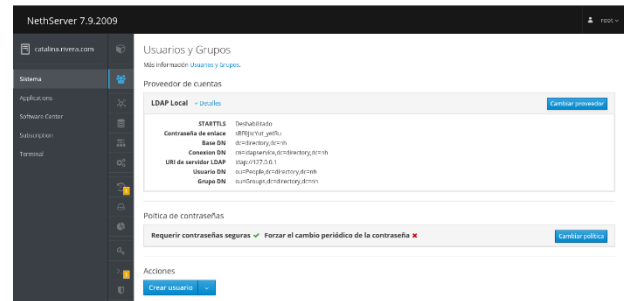 NethServer 7.9.2009
root
catalina.rivera.com
Usuarios y Grupos
Más información Usuarios y Grupos.
Sistema
Proveedor de cuentas
Applications
LDAP Local
Detalles
Cambiar proveedor
Software Center
STARTTLS Deshabilitado
Subscription
Contraseña de enlace
Base DN dc=directory,dc=nh
Terminal
Conexion DN cn=ldapservice,dc=directory,dc=nh
URI de servidor LDAP ldap://127.0.0.1
Usuario DN ou=People,dc=directory,dc=nh
Grupo DN ou=Groups,dc=directory,dc=nh
Política de contraseñas
Requerir contraseñas seguras ✔ Forzar el cambio periódico de la contraseña ✖
Cambiar política
Acciones
Crear usuario